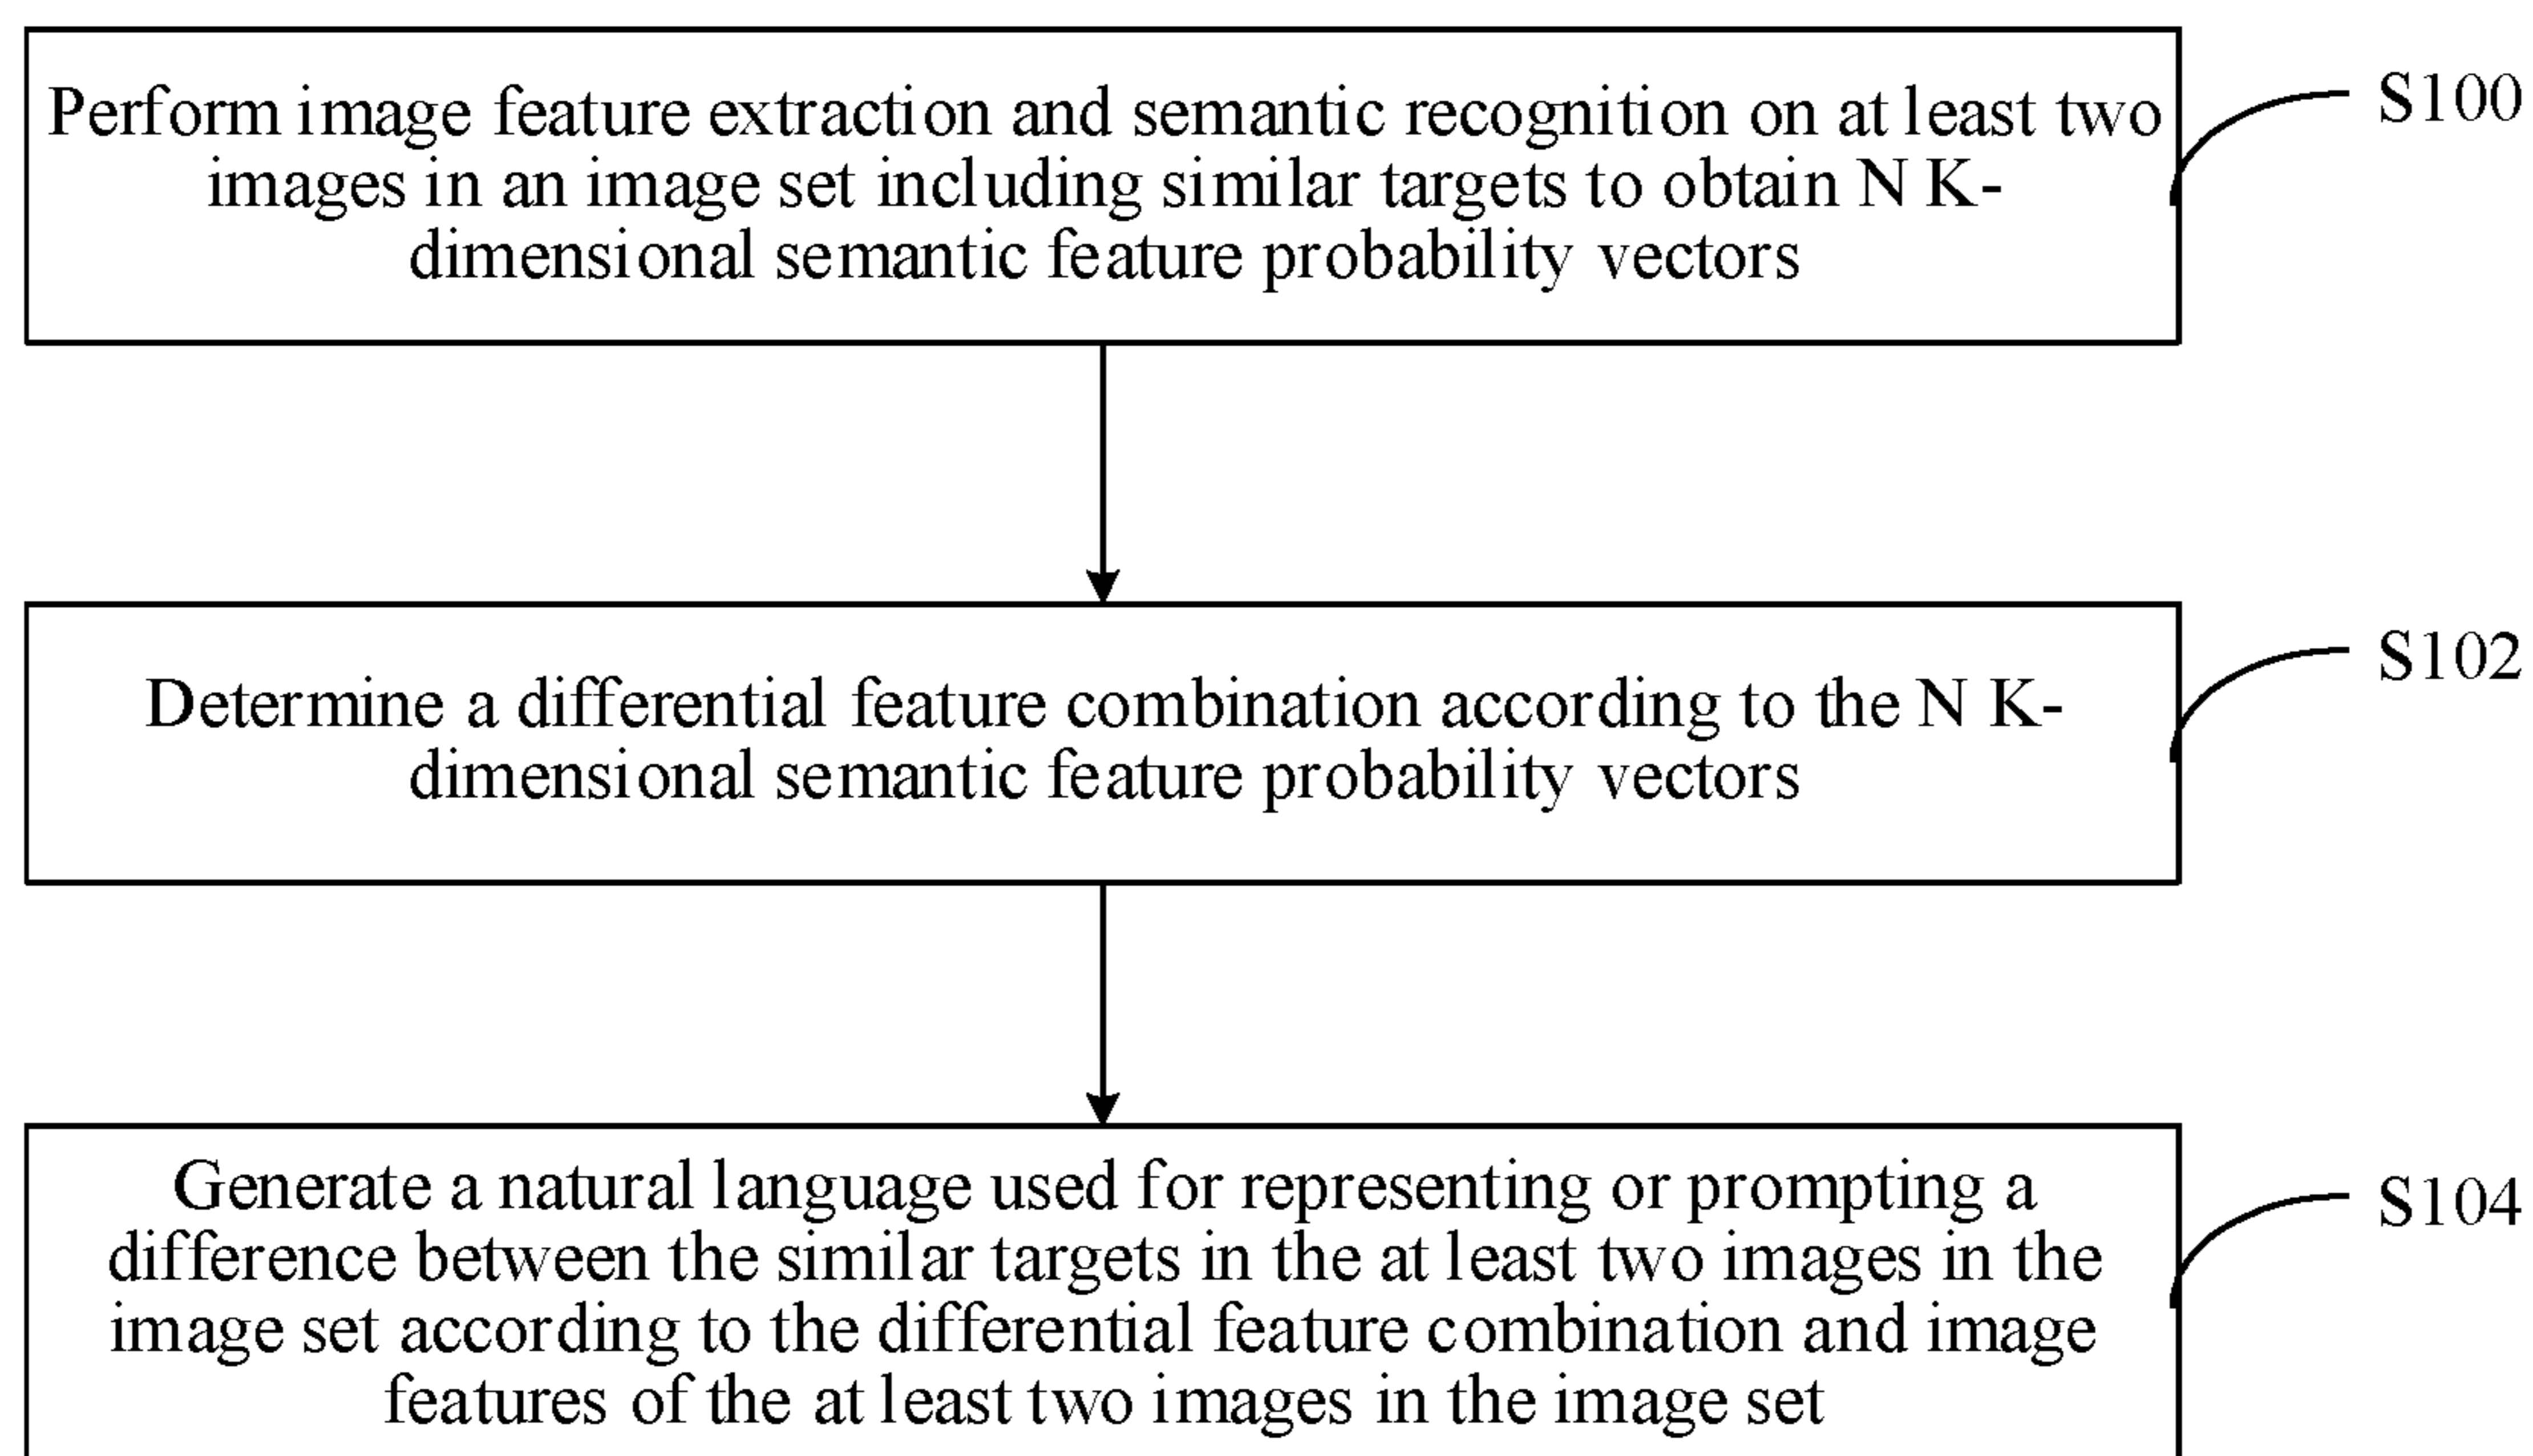 Perform image feature extraction and semantic recognition on at least two
images in an image set including similar targets to obtain N K-
dimensional semantic feature probability vectors
S100
Determine a differential feature combination according to the N K-
dimensional semantic feature probability vectors
S102
Generate a natural language used for representing or prompting a
difference between the similar targets in the at least two images in the
image set according to the differential feature combination and image
features of the at least two images in the image set
S104